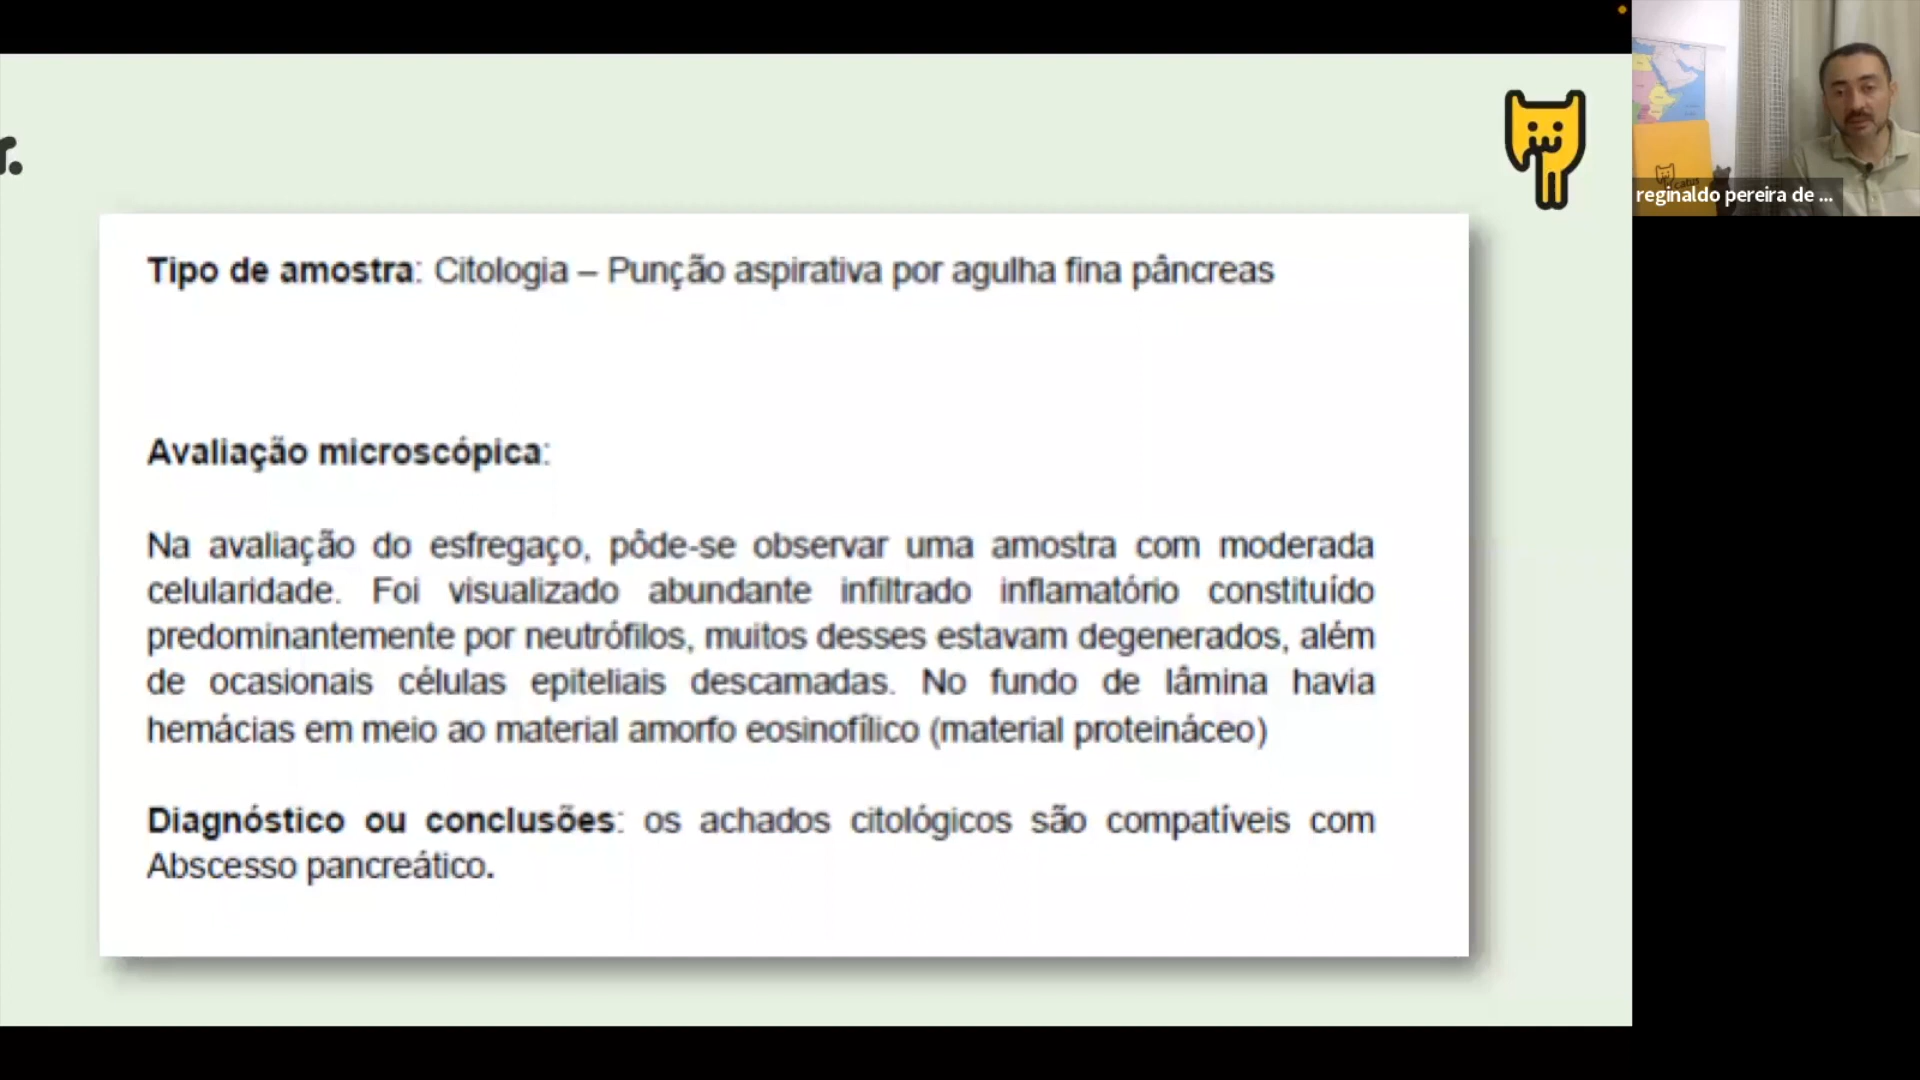 r.
Tipo de amostra: Citologia – Punção aspirativa por agulha fina pâncreas
Avaliação microscópica:
Na avaliação do esfregaço, pôde-se observar uma amostra com moderada
celularidade. Foi visualizado abundante infiltrado inflamatório constituído
predominantemente por neutrófilos, muitos desses estavam degenerados, além
de ocasionais células epiteliais descamadas. No fundo de lâmina havia
hemácias em meio ao material amorfo eosinofílico (material proteináceo)
Diagnóstico ou conclusões: os achados citológicos são compatíveis com
Abscesso pancreático.
reginaldo pereira de ...